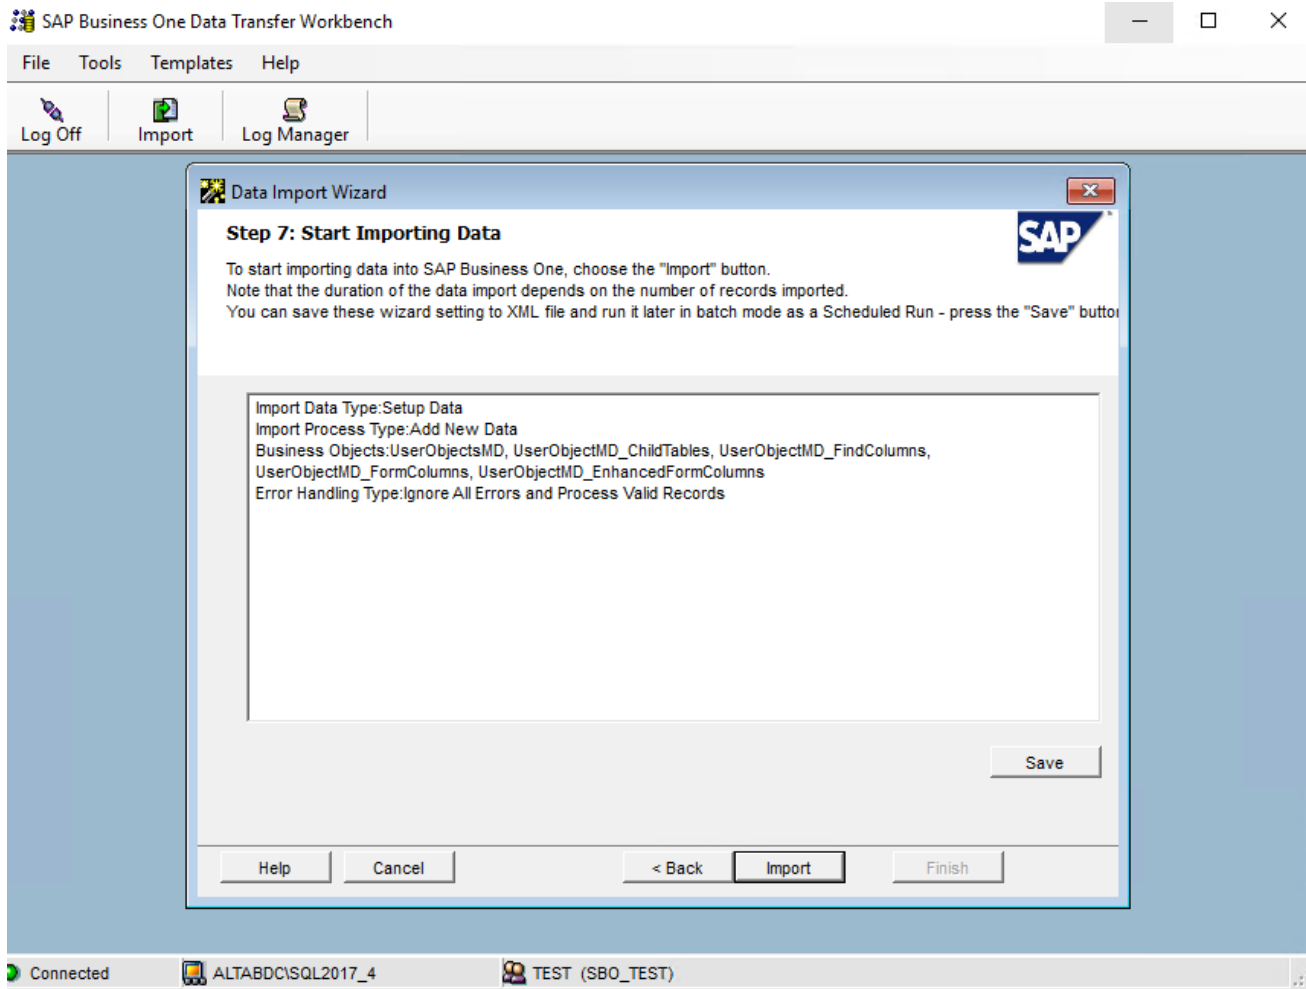 SAP Business One Data Transfer Workbench
File Tools Templates Help
Log Off Import Log Manager
Data Import Wizard
Step 7: Start Importing Data
SAP
To start importing data into SAP Business One, choose the "Import" button.
Note that the duration of the data import depends on the number of records imported.
You can save these wizard setting to XML file and run it later in batch mode as a Scheduled Run - press the "Save" buttor
Import Data Type:Setup Data
Import Process Type:Add New Data
Business Objects:UserObjectsMD, UserObjectMD_ChildTables, UserObjectMD_FindColumns,
UserObjectMD_FormColumns, UserObjectMD_EnhancedFormColumns
Error Handling Type:Ignore All Errors and Process Valid Records
Save
Help Cancel < Back Import Finish
Connected ALTABDC\SQL2017_4 TEST (SBO_TEST)